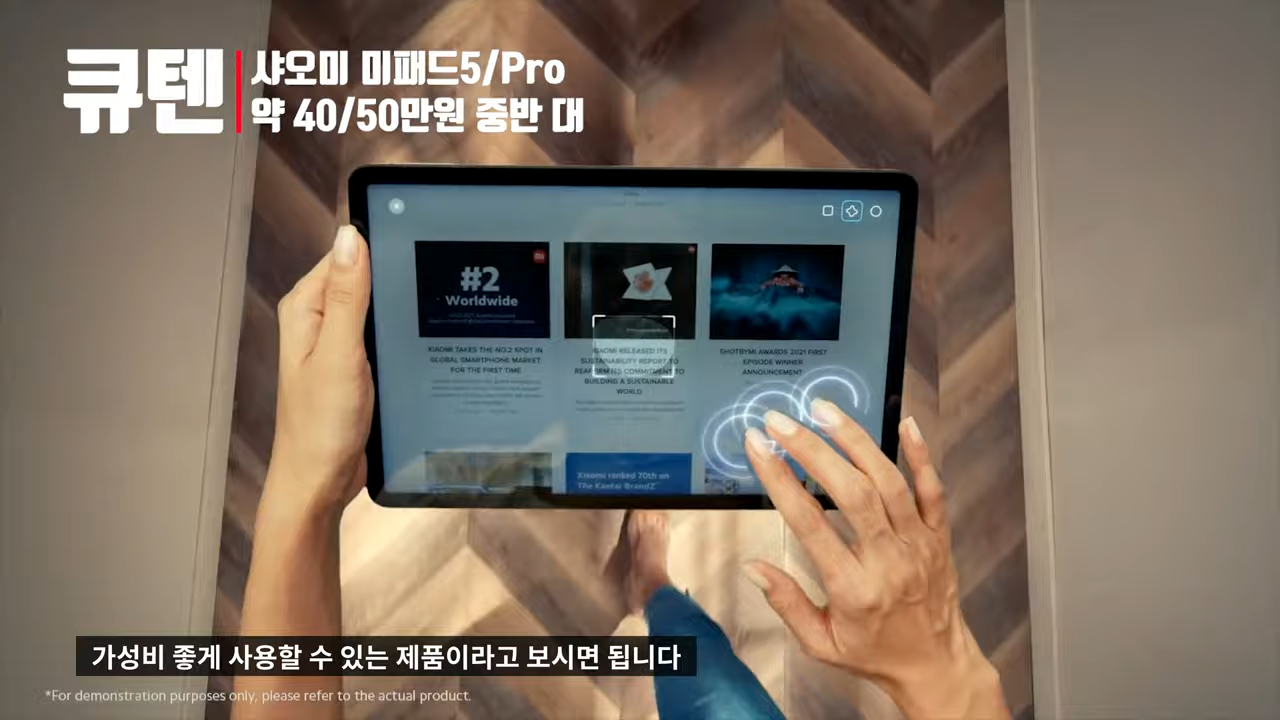 큐텐
샤오미 미패드5/Pro
약 40/50만원 중반 대
#2
Worldwide
XIAOMI TAKES THE NO.2 SPOT IN
GLOBAL SMARTPHONE MARKET
FOR THE FIRST TIME
XIAOMI RELEASED ITS
SUSTAINABILITY REPORT TO
REAFFIRM ITS COMMITMENT TO
BUILDING A SUSTAINABLE
WORLD
SHOTBYMI AWARDS 2021 FIRST
EPISODE WINNER
ANNOUNCEMENT
Xiaomi ranked 70th on
The Kantar BrandZ™
가성비 좋게 사용할 수 있는 제품이라고 보시면 됩니다
*For demonstration purposes only, please refer to the actual product.